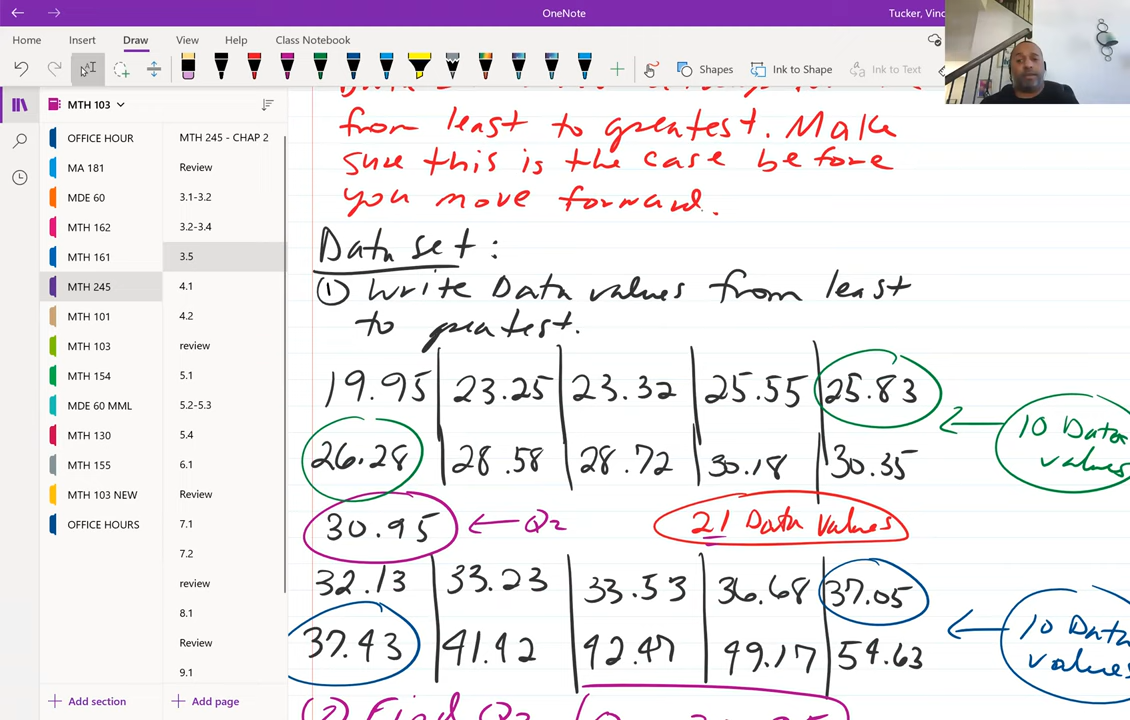 OneNote
Tucker, Vinc
Home Insert Draw View Help Class Notebook
Shapes Ink to Shape Ink to Text
MTH 103
OFFICE HOUR
MA 181
MDE 60
MTH 162
MTH 161
MTH 245
MTH 101
MTH 103
MTH 154
MDE 60 MML
MTH 130
MTH 155
MTH 103 NEW
OFFICE HOURS
Add section
MTH 245 - CHAP 2
Review
3.1-3.2
3.2-3.4
3.5
4.1
4.2
review
5.1
5.2-5.3
5.4
6.1
Review
7.1
7.2
review
8.1
Review
9.1
Add page
from least to greatest. Make
sure this is the case before
you move forward.
Data set:
① Write Data values from least
to greatest.
19.95 23.25 23.32 25.55 25.83
26.28 28.58 28.72 30.18 30.35
10 Data
values
30.95 ← Q2 21 Data values
32.13 33.23 33.53 36.68 37.05
37.43 41.42 42.47 49.17 54.63
10 Data
values
② Find Q2